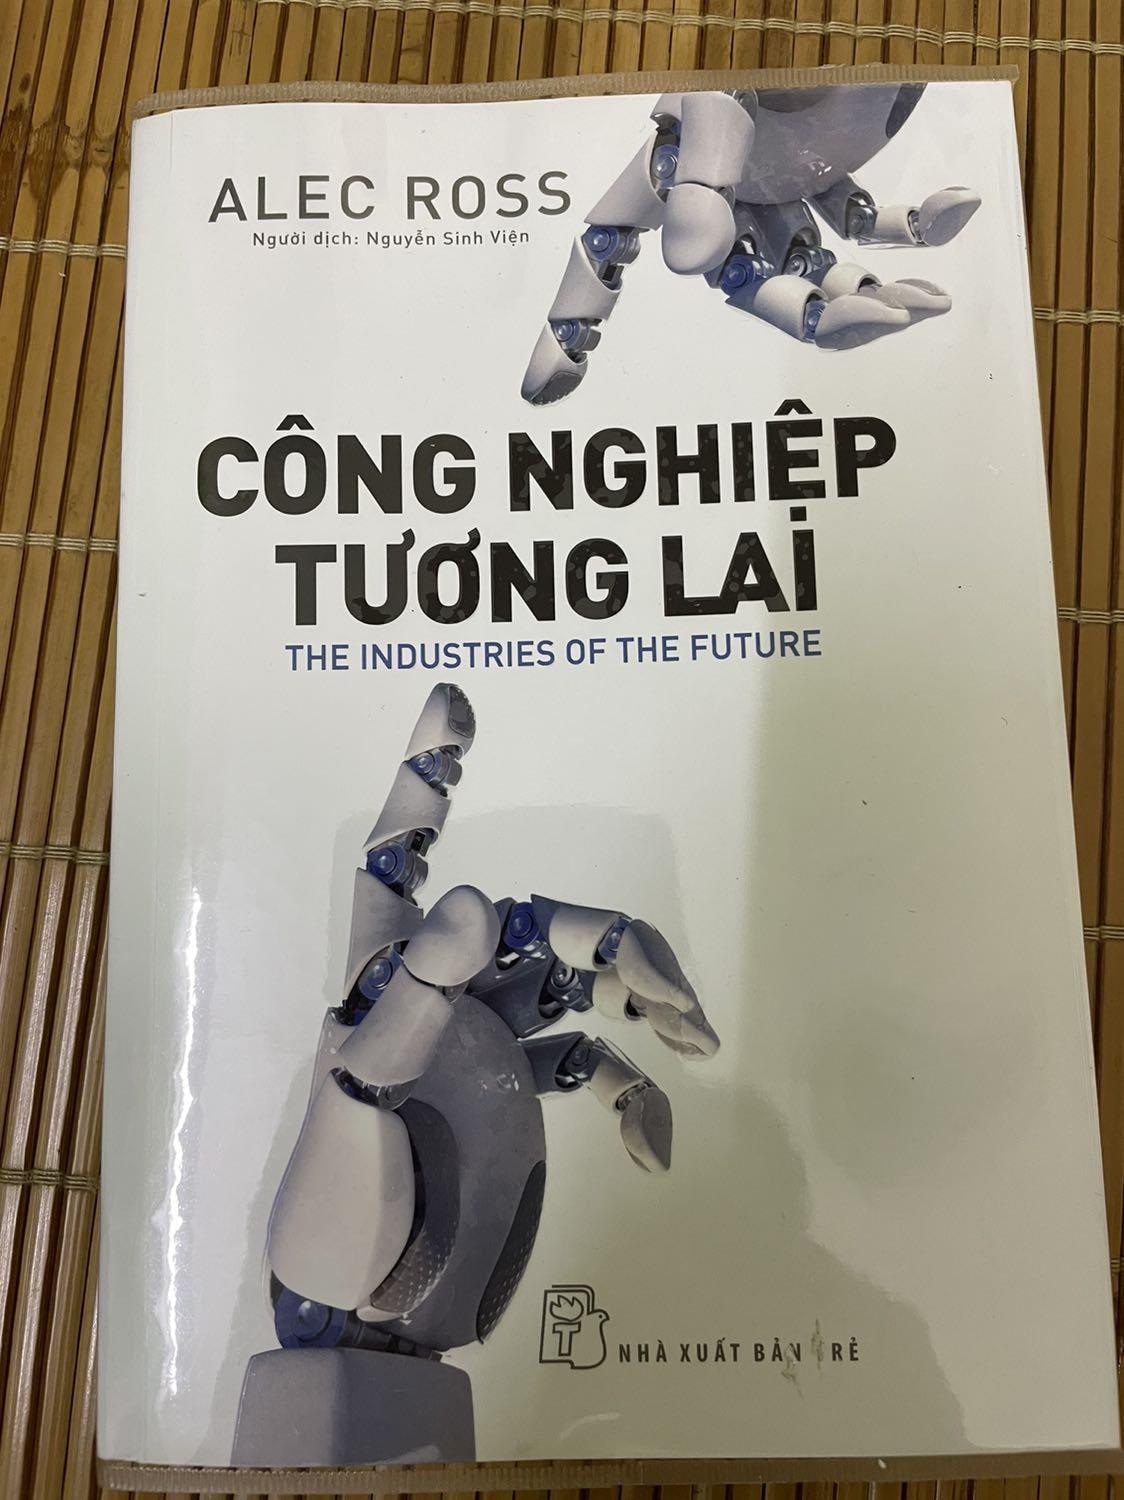 ALEC ROSS
Người dịch: Nguyễn Sinh Viện
CÔNG NGHIỆP
TƯƠNG LAI
THE INDUSTRIES OF THE FUTURE
T
NHÀ XUẤT BẢN TRẺ